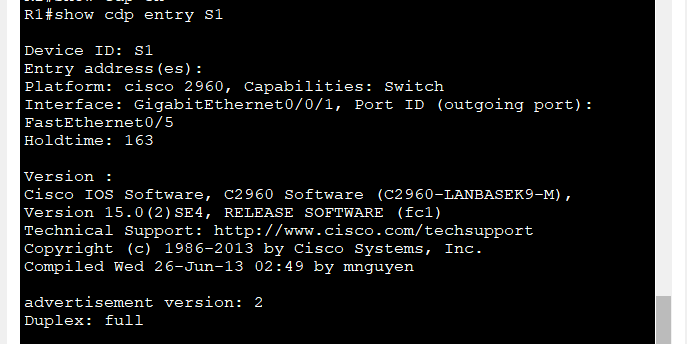 R1#show cdp entry S1
Device ID: S1
Entry address(es):
Platform: cisco 2960, Capabilities: Switch
Interface: GigabitEthernet0/0/1, Port ID (outgoing port):
FastEthernet0/5
Holdtime: 163
Version :
Cisco IOS Software, C2960 Software (C2960-LANBASEK9-M),
Version 15.0(2)SE4, RELEASE SOFTWARE (fc1)
Technical Support: http://www.cisco.com/techsupport
Copyright (c) 1986-2013 by Cisco Systems, Inc.
Compiled Wed 26-Jun-13 02:49 by mnguyen
advertisement version: 2
Duplex: full